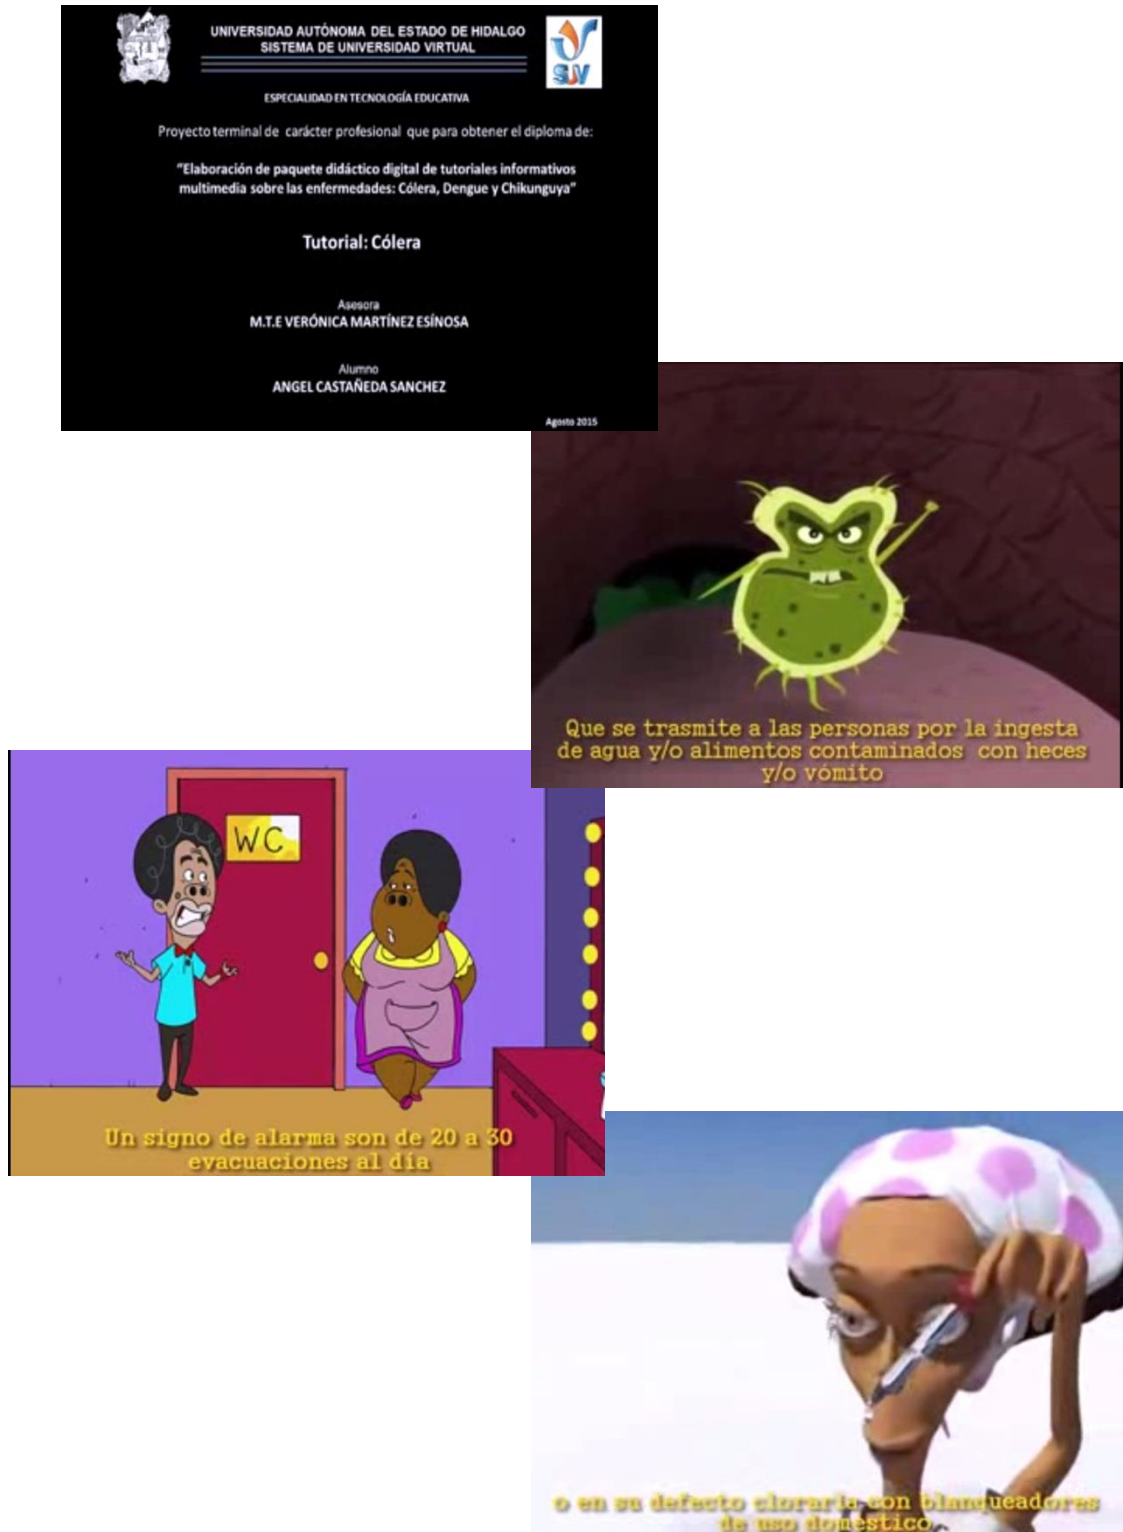 UNIVERSIDAD AUTÓNOMA DEL ESTADO DE HIDALGO
SISTEMA DE UNIVERSIDAD VIRTUAL
SUV
ESPECIALIDAD EN TECNOLOGÍA EDUCATIVA
Proyecto terminal de carácter profesional que para obtener el diploma de:
"Elaboración de paquete didáctico digital de tutoriales informativos
multimedia sobre las enfermedades: Cólera, Dengue y Chikunguya"
Tutorial: Cólera
Asesora
M.T.E VERÓNICA MARTÍNEZ ESÍNOSA
Alumno
ANGEL CASTAÑEDA SANCHEZ
Agosto 2015
Que se trasmite a las personas por la ingesta
de agua y/o alimentos contaminados con heces
y/o vómito
WC
Un signo de alarma son de 20 a 30
evacuaciones al día
o en su defecto clorarla con blanqueadores
de uso domestico